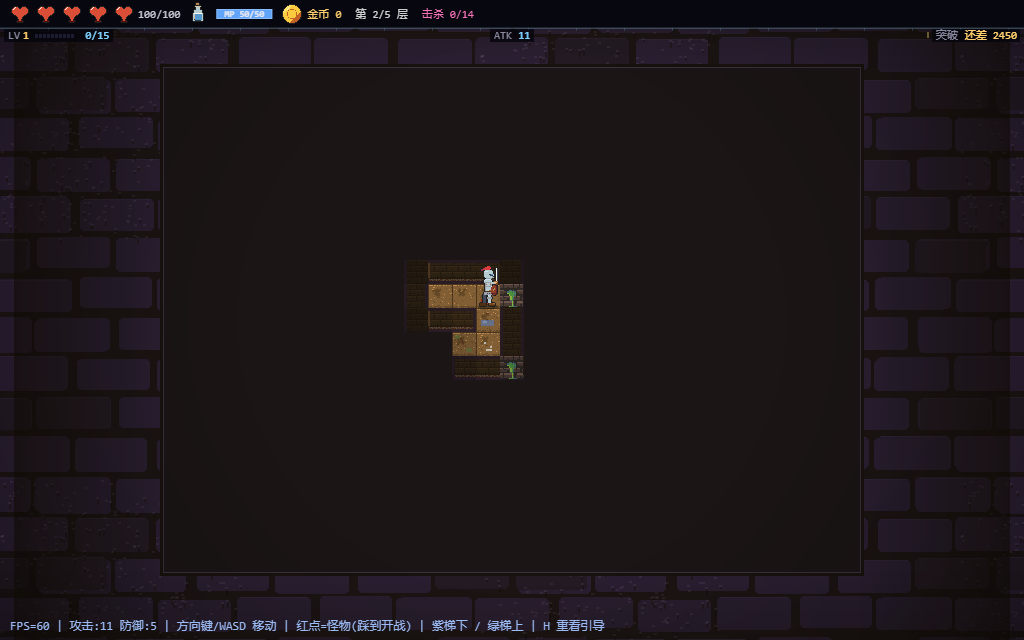 100/100 MP 50/50 金币 0 第 2/5 层 击杀 0/14
LV 1 0/15 ATK 11 突破 还差 2450
FPS=60 | 攻击:11 防御:5 | 方向键/WASD 移动 | 红点=怪物(踩到开战) | 紫梯下 / 绿梯上 | H 重看引导